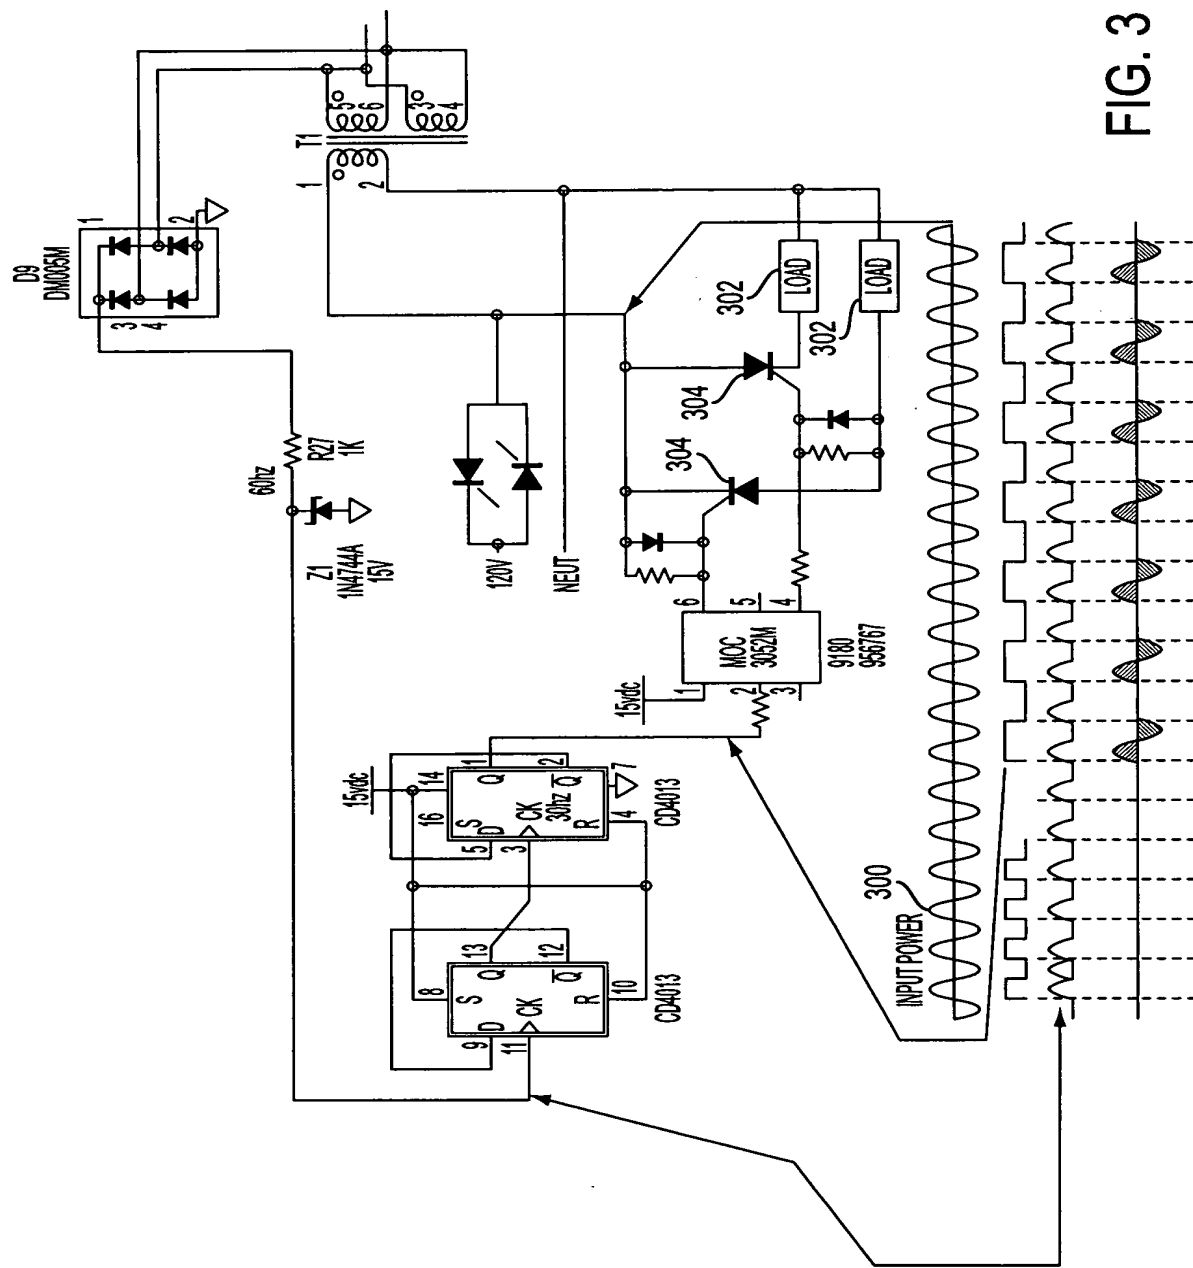 FIG. 3
D9
DM005M
1
2
3
4
T1
1
2
5
6
3
4
60hz
R27
1K
Z1
1N4744A
15V
120V
NEUT
302
LOAD
302
LOAD
304
304
15vdc
MOC
3052M
1
2
3
6
5
4
9180
956767
15vdc
16
14
S
D
5
CK
3
30hz
Q
1
Q
2
R
4
7
CD4013
8
S
D
9
CK
11
Q
13
Q
12
R
10
CD4013
INPUT POWER
300